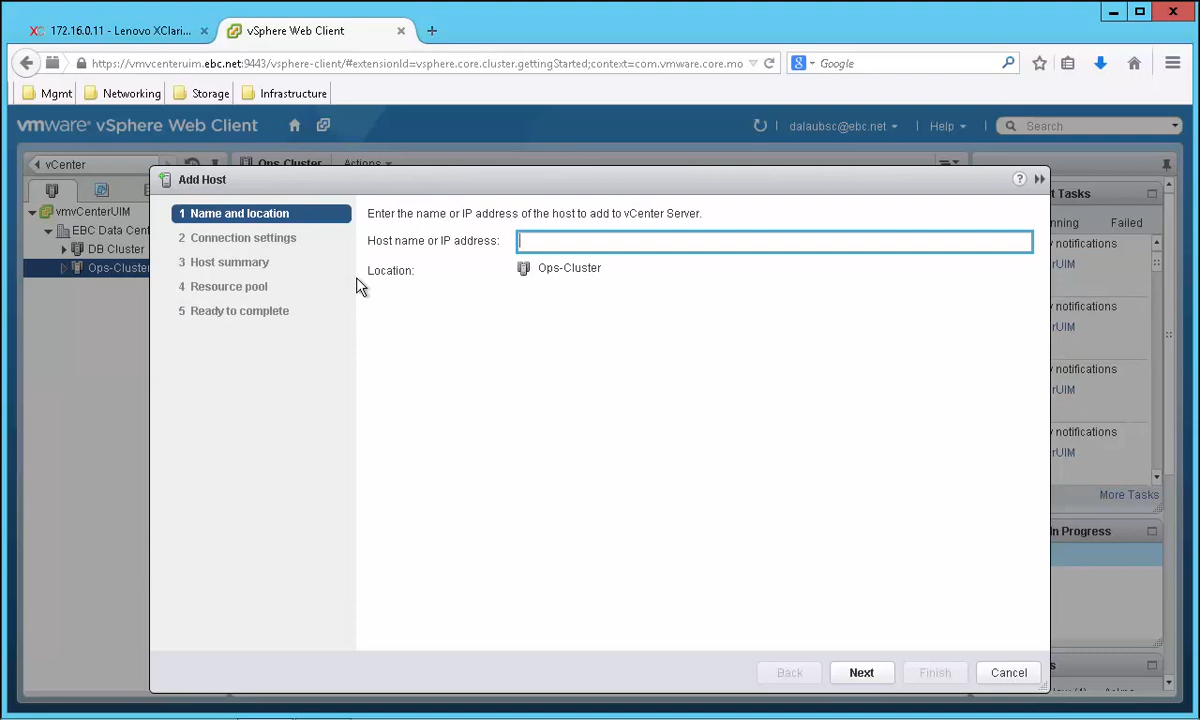 XC 172.16.0.11 - Lenovo XClari... ×
vSphere Web Client ×
https://vmvcenteruim.ebc.net:9443/vsphere-client/#extensionId=vsphere.core.cluster.gettingStarted;context=com.vmware.core.mo
Google
Mgmt Networking Storage Infrastructure
vmware® vSphere Web Client
dalaubsc@ebc.net
Help
Search
vCenter
Ops Cluster Actions
Add Host
vmvCenterUIM
EBC Data Cent
DB Cluster
Ops-Cluster
1 Name and location
2 Connection settings
3 Host summary
4 Resource pool
5 Ready to complete
Enter the name or IP address of the host to add to vCenter Server.
Host name or IP address:
Location: Ops-Cluster
Back Next Finish Cancel
t Tasks
nning Failed
y notifications
erUIM
y notifications
rUIM
y notifications
rUIM
y notifications
rUIM
More Tasks
In Progress
s